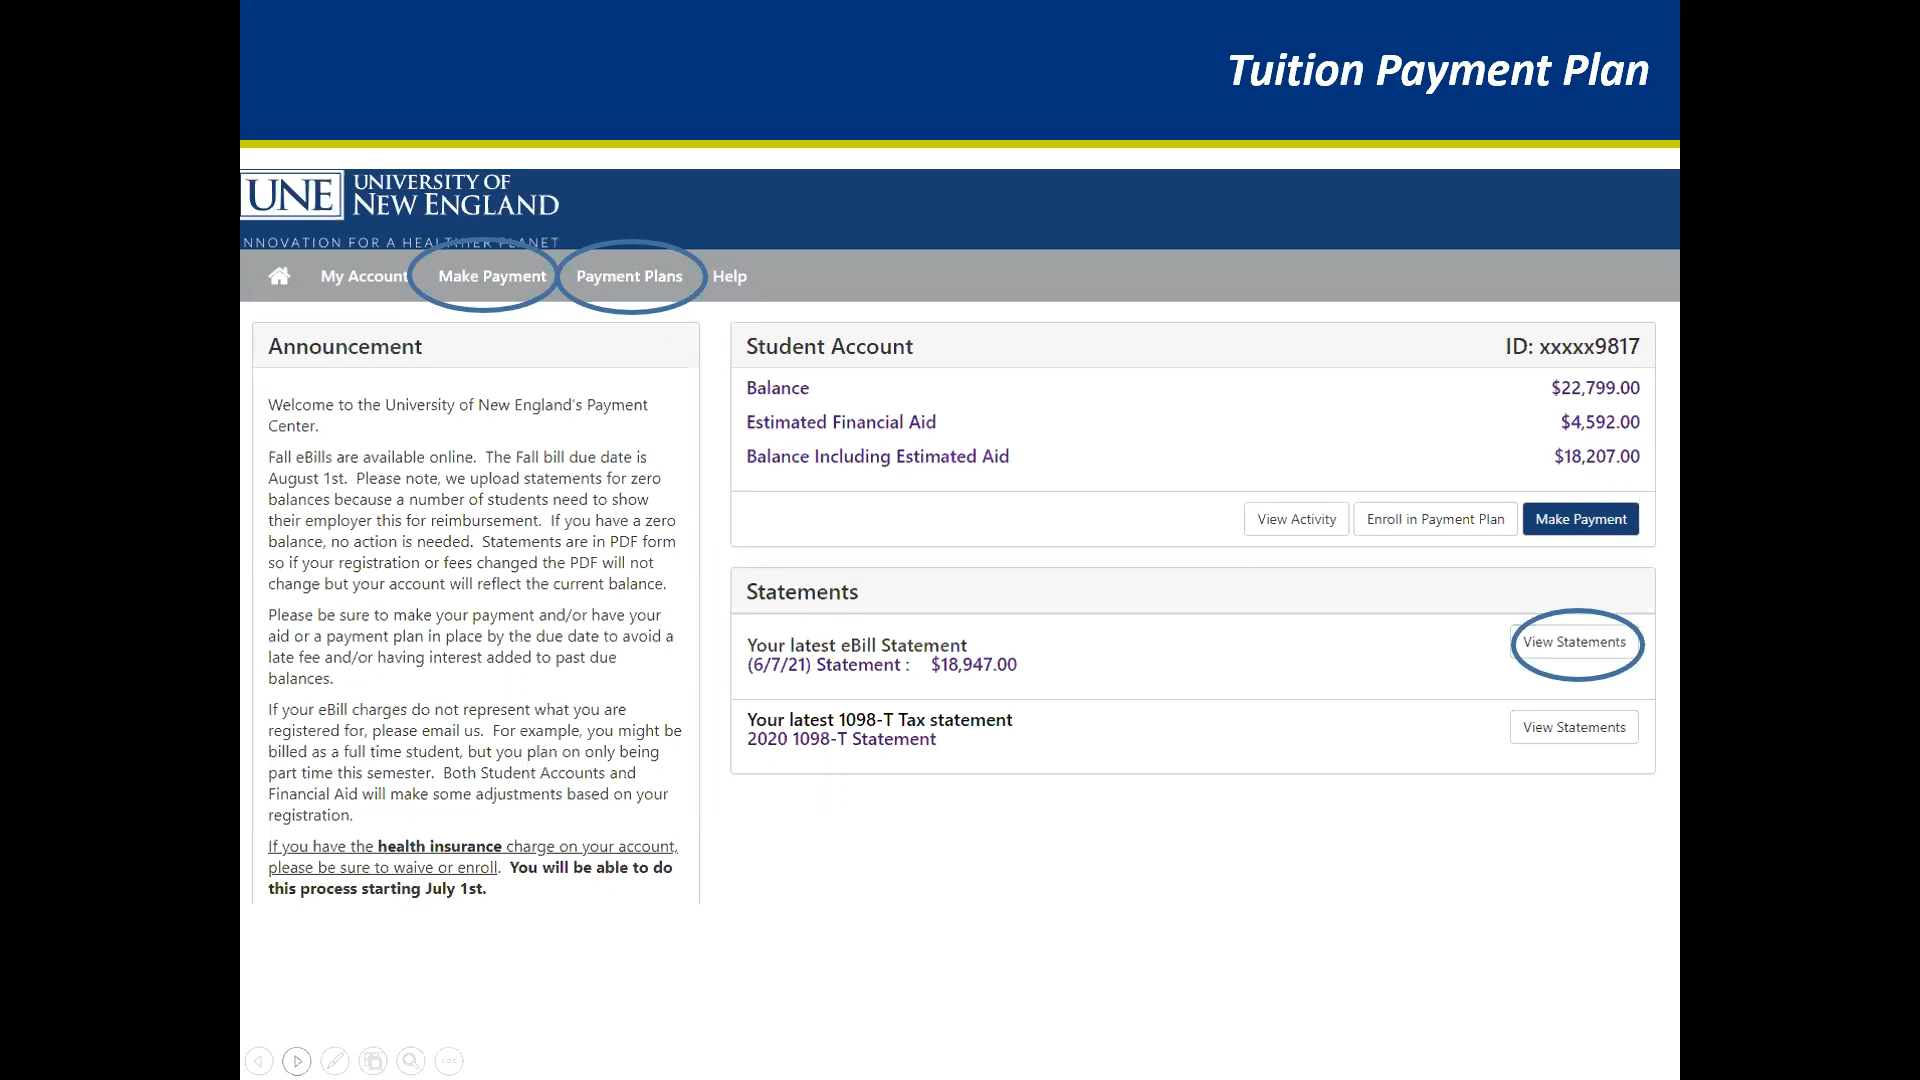 Tuition Payment Plan
UNE UNIVERSITY OF
NEW ENGLAND
INNOVATION FOR A HEALTHIER PLANET
My Account Make Payment Payment Plans Help
Announcement
Welcome to the University of New England's Payment
Center.
Fall eBills are available online. The Fall bill due date is
August 1st. Please note, we upload statements for zero
balances because a number of students need to show
their employer this for reimbursement. If you have a zero
balance, no action is needed. Statements are in PDF form
so if your registration or fees changed the PDF will not
change but your account will reflect the current balance.
Please be sure to make your payment and/or have your
aid or a payment plan in place by the due date to avoid a
late fee and/or having interest added to past due
balances.
If your eBill charges do not represent what you are
registered for, please email us. For example, you might be
billed as a full time student, but you plan on only being
part time this semester. Both Student Accounts and
Financial Aid will make some adjustments based on your
registration.
If you have the health insurance charge on your account,
please be sure to waive or enroll. You will be able to do
this process starting July 1st.
Student Account ID: xxxxx9817
Balance $22,799.00
Estimated Financial Aid $4,592.00
Balance Including Estimated Aid $18,207.00
View Activity Enroll in Payment Plan Make Payment
Statements
Your latest eBill Statement
(6/7/21) Statement : $18,947.00
View Statements
Your latest 1098-T Tax statement
2020 1098-T Statement
View Statements